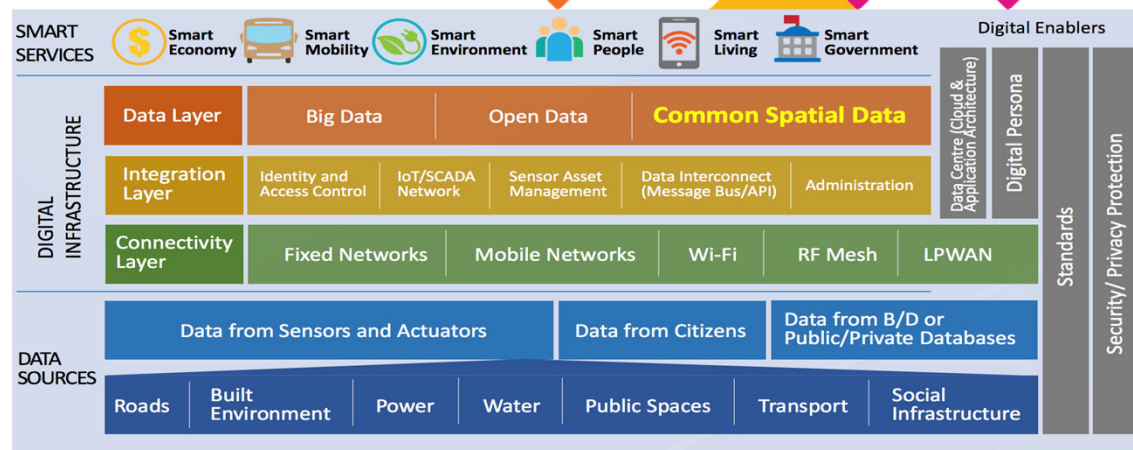 SMART
SERVICES
Smart
Economy
Smart
Mobility
Smart
Environment
Smart
People
Smart
Living
Smart
Government
Digital Enablers
DIGITAL
INFRASTRUCTURE
Data Layer
Big Data
Open Data
Common Spatial Data
Integration
Layer
Identity and
Access Control
IoT/SCADA
Network
Sensor Asset
Management
Data Interconnect
(Message Bus/API)
Administration
Connectivity
Layer
Fixed Networks
Mobile Networks
Wi-Fi
RF Mesh
LPWAN
Data Centre (Cloud &
Application Architecture)
Digital Persona
Standards
Security/ Privacy Protection
DATA
SOURCES
Data from Sensors and Actuators
Data from Citizens
Data from B/D or
Public/Private Databases
Roads
Built
Environment
Power
Water
Public Spaces
Transport
Social
Infrastructure